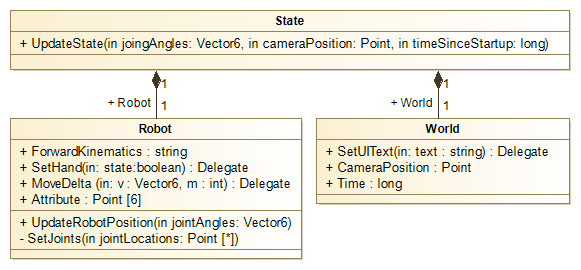 State
+ UpdateState(in joingAngles: Vector6, in cameraPosition: Point, in timeSinceStartup: long)
1
1
+ Robot
1
+ World
1
Robot
+ ForwardKinematics : string
+ SetHand(in: state:boolean) : Delegate
+ MoveDelta (in: v : Vector6, m : int) : Delegate
+ Attribute : Point [6]
+ UpdateRobotPosition(in jointAngles: Vector6)
- SetJoints(in jointLocations: Point [*])
World
+ SetUIText(in: text : string) : Delegate
+ CameraPosition : Point
+ Time : long